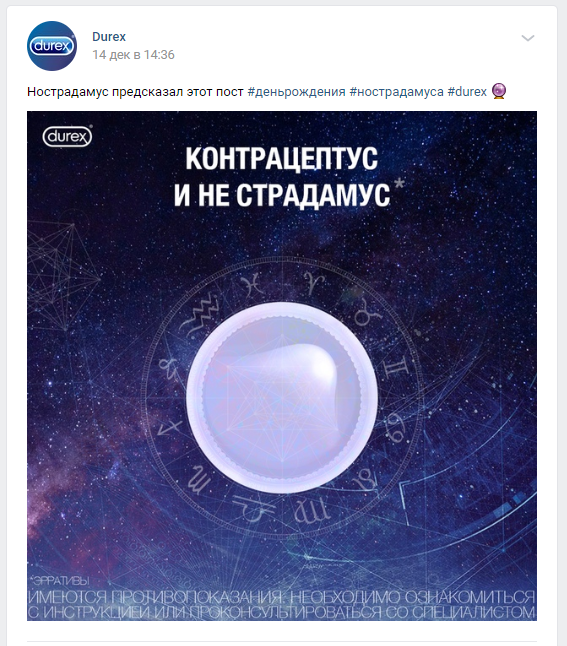 durex
Durex
14 дек в 14:36
Нострадамус предсказал этот пост #деньрождения #нострадамуса #durex
durex
КОНТРАЦЕПТУС
И НЕ СТРАДАМУС*
*ЭРРАТИВЫ
ИМЕЮТСЯ ПРОТИВОПОКАЗАНИЯ. НЕОБХОДИМО ОЗНАКОМИТЬСЯ
С ИНСТРУКЦИЕЙ ИЛИ ПРОКОНСУЛЬТИРОВАТЬСЯ СО СПЕЦИАЛИСТОМ